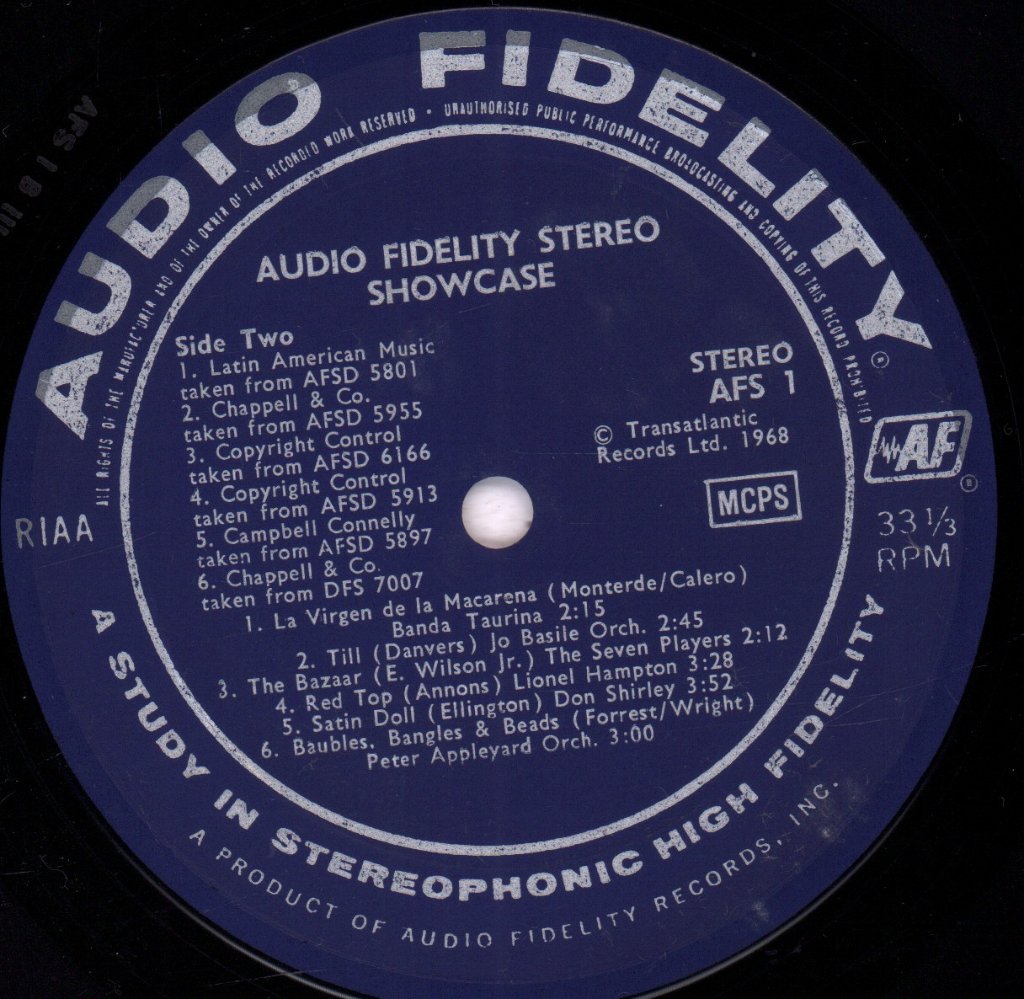 AUDIO FIDELITY
ALL RIGHTS OF THE MANUFACTURER AND OF THE OWNER OF THE RECORDED WORK RESERVED • UNAUTHORISED PUBLIC PERFORMANCE BROADCASTING AND COPYING OF THIS RECORD PROHIBITED
AFS 1 B
AUDIO FIDELITY STEREO
SHOWCASE
Side Two
1. Latin American Music
taken from AFSD 5801
2. Chappell & Co.
taken from AFSD 5955
3. Copyright Control
taken from AFSD 6166
4. Copyright Control
taken from AFSD 5913
5. Campbell Connelly
taken from AFSD 5897
6. Chappell & Co.
taken from DFS 7007
STEREO
AFS 1
© Transatlantic
Records Ltd. 1968
MCPS
®
AF
®
RIAA
33 1/3
RPM
1. La Virgen de la Macarena (Monterde/Calero)
Banda Taurina 2:15
2. Till (Danvers) Jo Basile Orch. 2:45
3. The Bazaar (E. Wilson Jr.) The Seven Players 2:12
4. Red Top (Annons) Lionel Hampton 3:28
5. Satin Doll (Ellington) Don Shirley 3:52
6. Baubles, Bangles & Beads (Forrest/Wright)
Peter Appleyard Orch. 3:00
A STUDY IN STEREOPHONIC HIGH FIDELITY
A PRODUCT OF AUDIO FIDELITY RECORDS, INC.